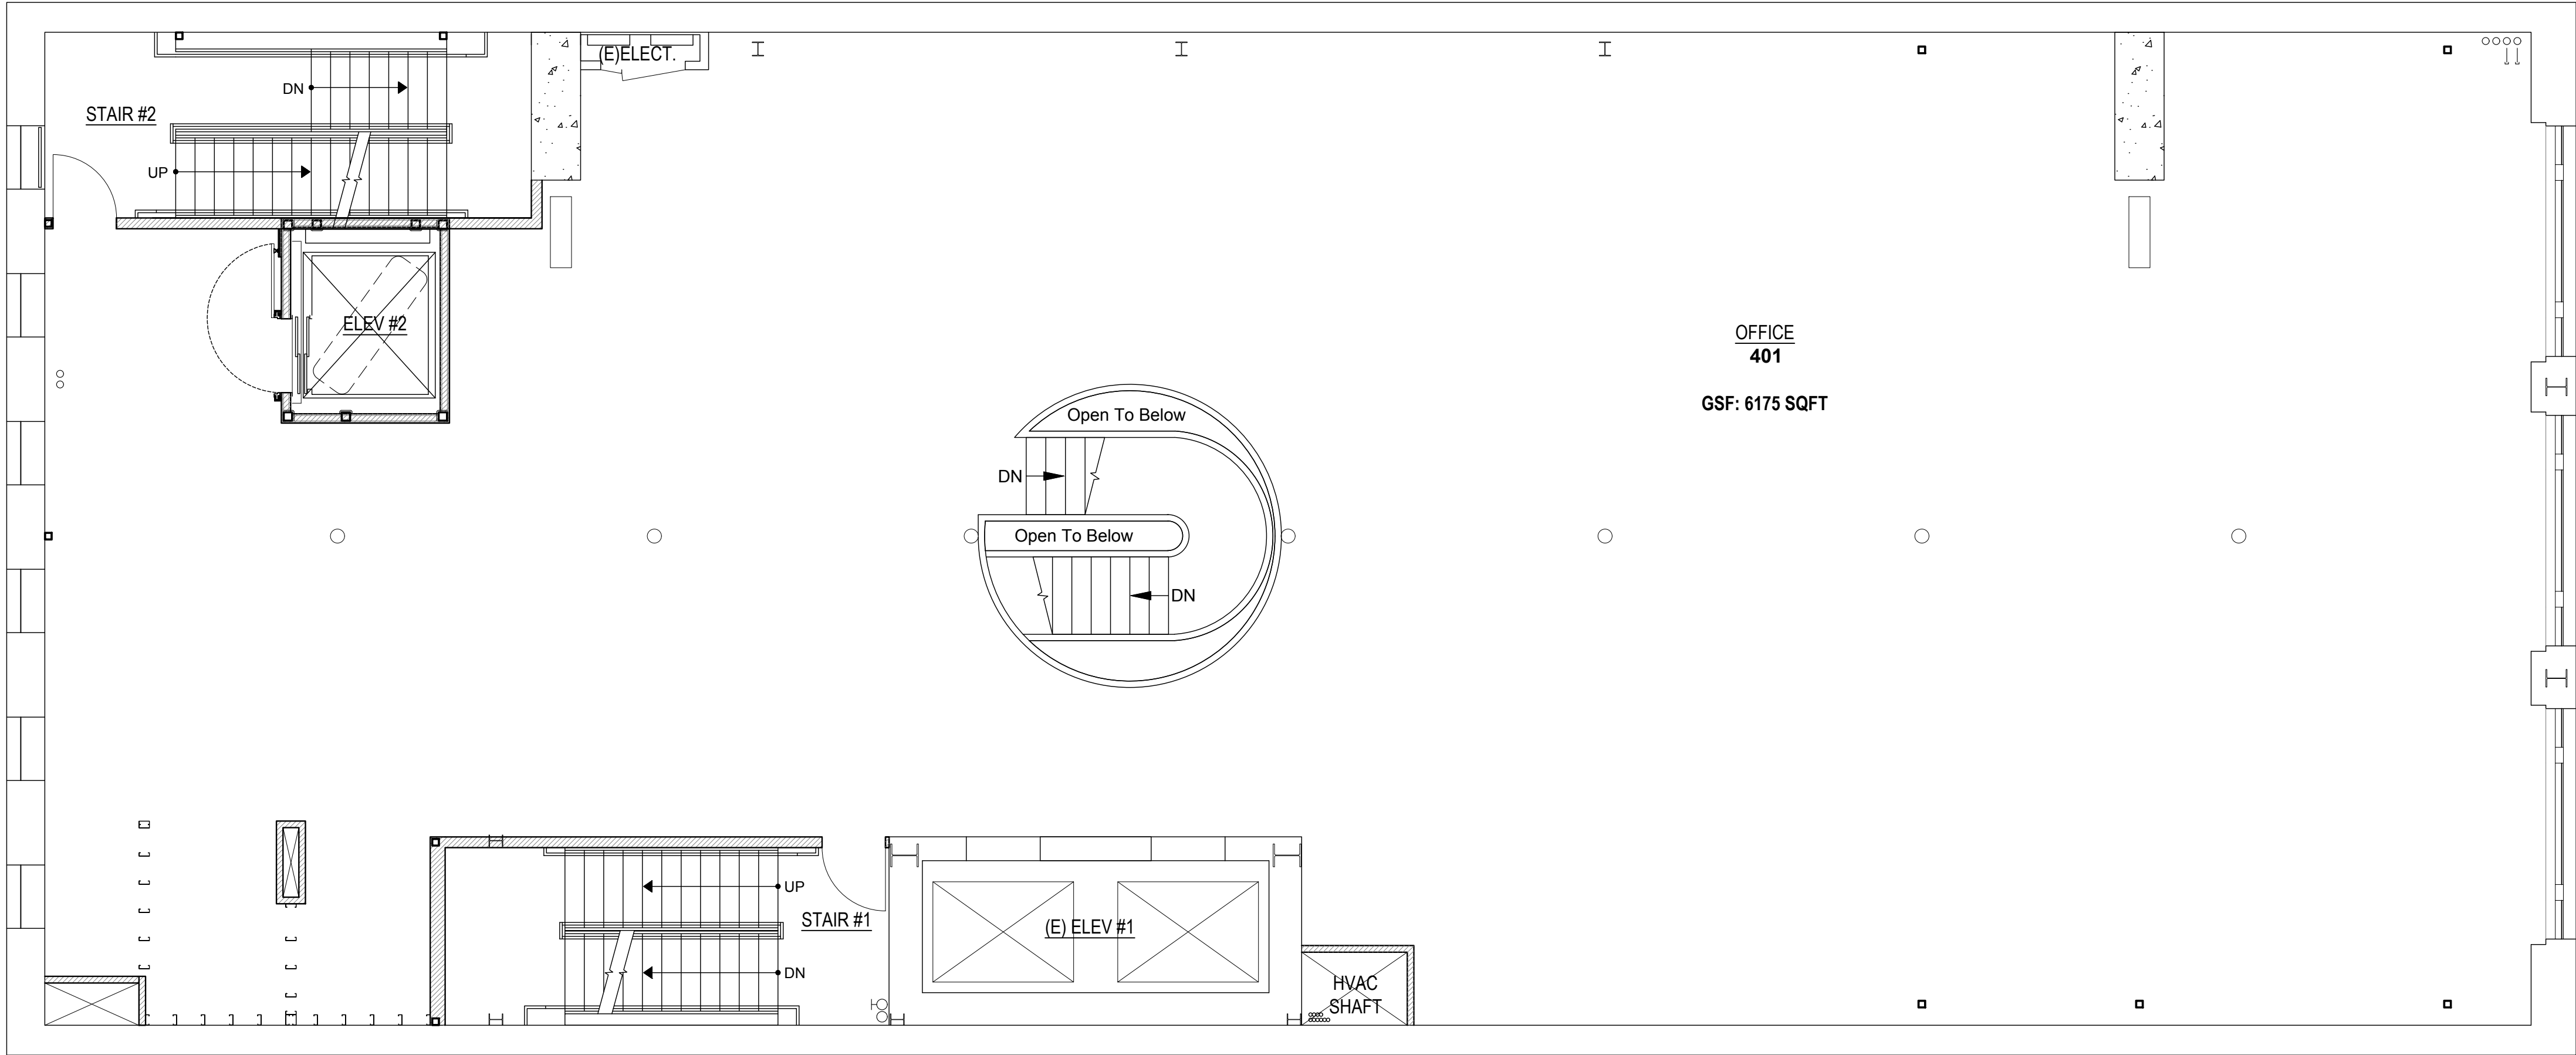 (E)ELECT.
DN
STAIR #2
UP
ELEV #2
OFFICE
401
GSF: 6175 SQFT
Open To Below
DN
Open To Below
DN
UP
STAIR #1
(E) ELEV #1
DN
HVAC
SHAFT